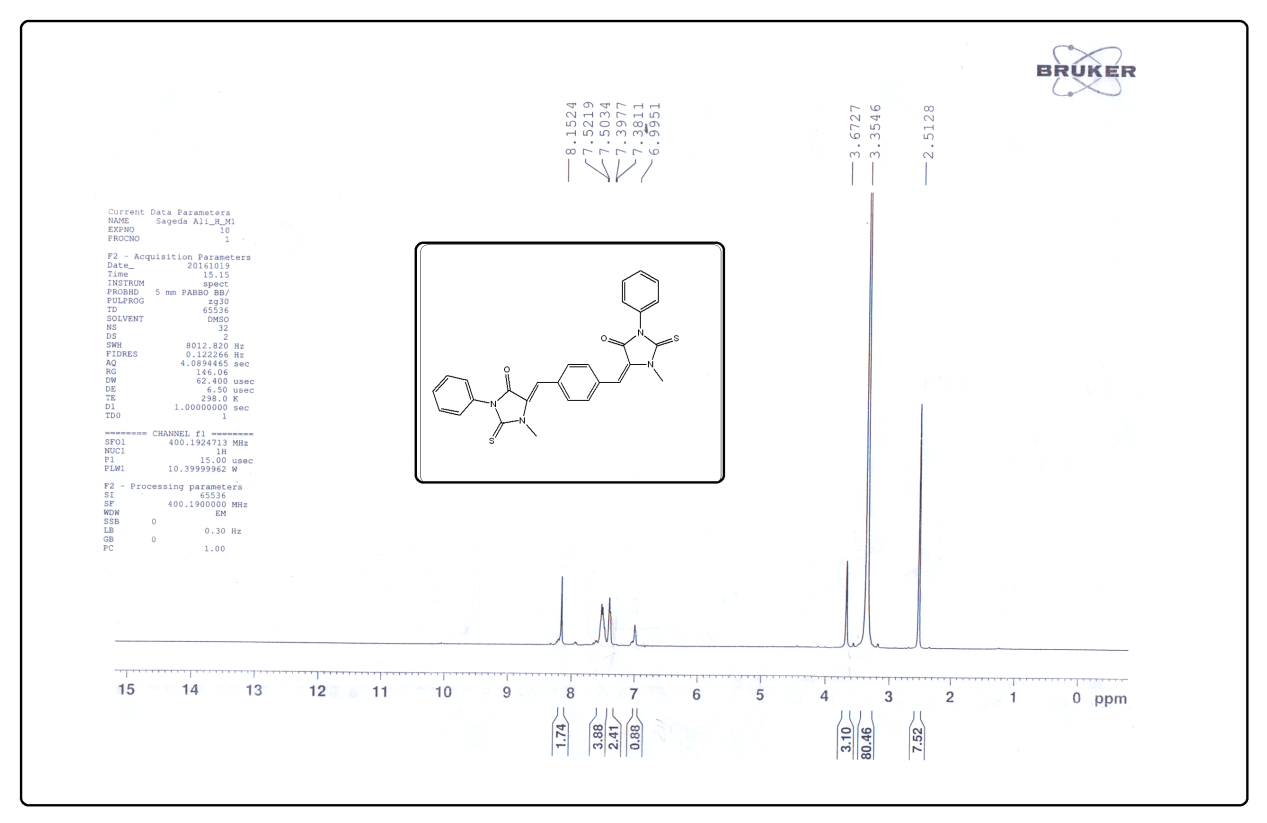 BRUKER
8.1524
7.5219
7.5034
7.3977
7.3811
6.9951
3.6727
3.3546
2.5128
Current Data Parameters
NAME Sageda Ali_H_M1
EXPNO 10
PROCNO 1
F2 - Acquisition Parameters
Date_ 20161019
Time 15.15
INSTRUM spect
PROBHD 5 mm PABBO BB/
PULPROG zg30
TD 65536
SOLVENT DMSO
NS 32
DS 2
SWH 8012.820 Hz
FIDRES 0.122266 Hz
AQ 4.0894465 sec
RG 146.06
DW 62.400 usec
DE 6.50 usec
TE 298.0 K
D1 1.00000000 sec
TD0 1
======== CHANNEL f1 ========
SFO1 400.1924713 MHz
NUC1 1H
P1 15.00 usec
PLW1 10.39999962 W
F2 - Processing parameters
SI 65536
SF 400.1900000 MHz
WDW EM
SSB 0
LB 0.30 Hz
GB 0
PC 1.00
N
O
S
N
O
N
N
S
15 14 13 12 11 10 9 8 7 6 5 4 3 2 1 0 ppm
1.74
3.88
2.41
0.88
3.10
80.46
7.52